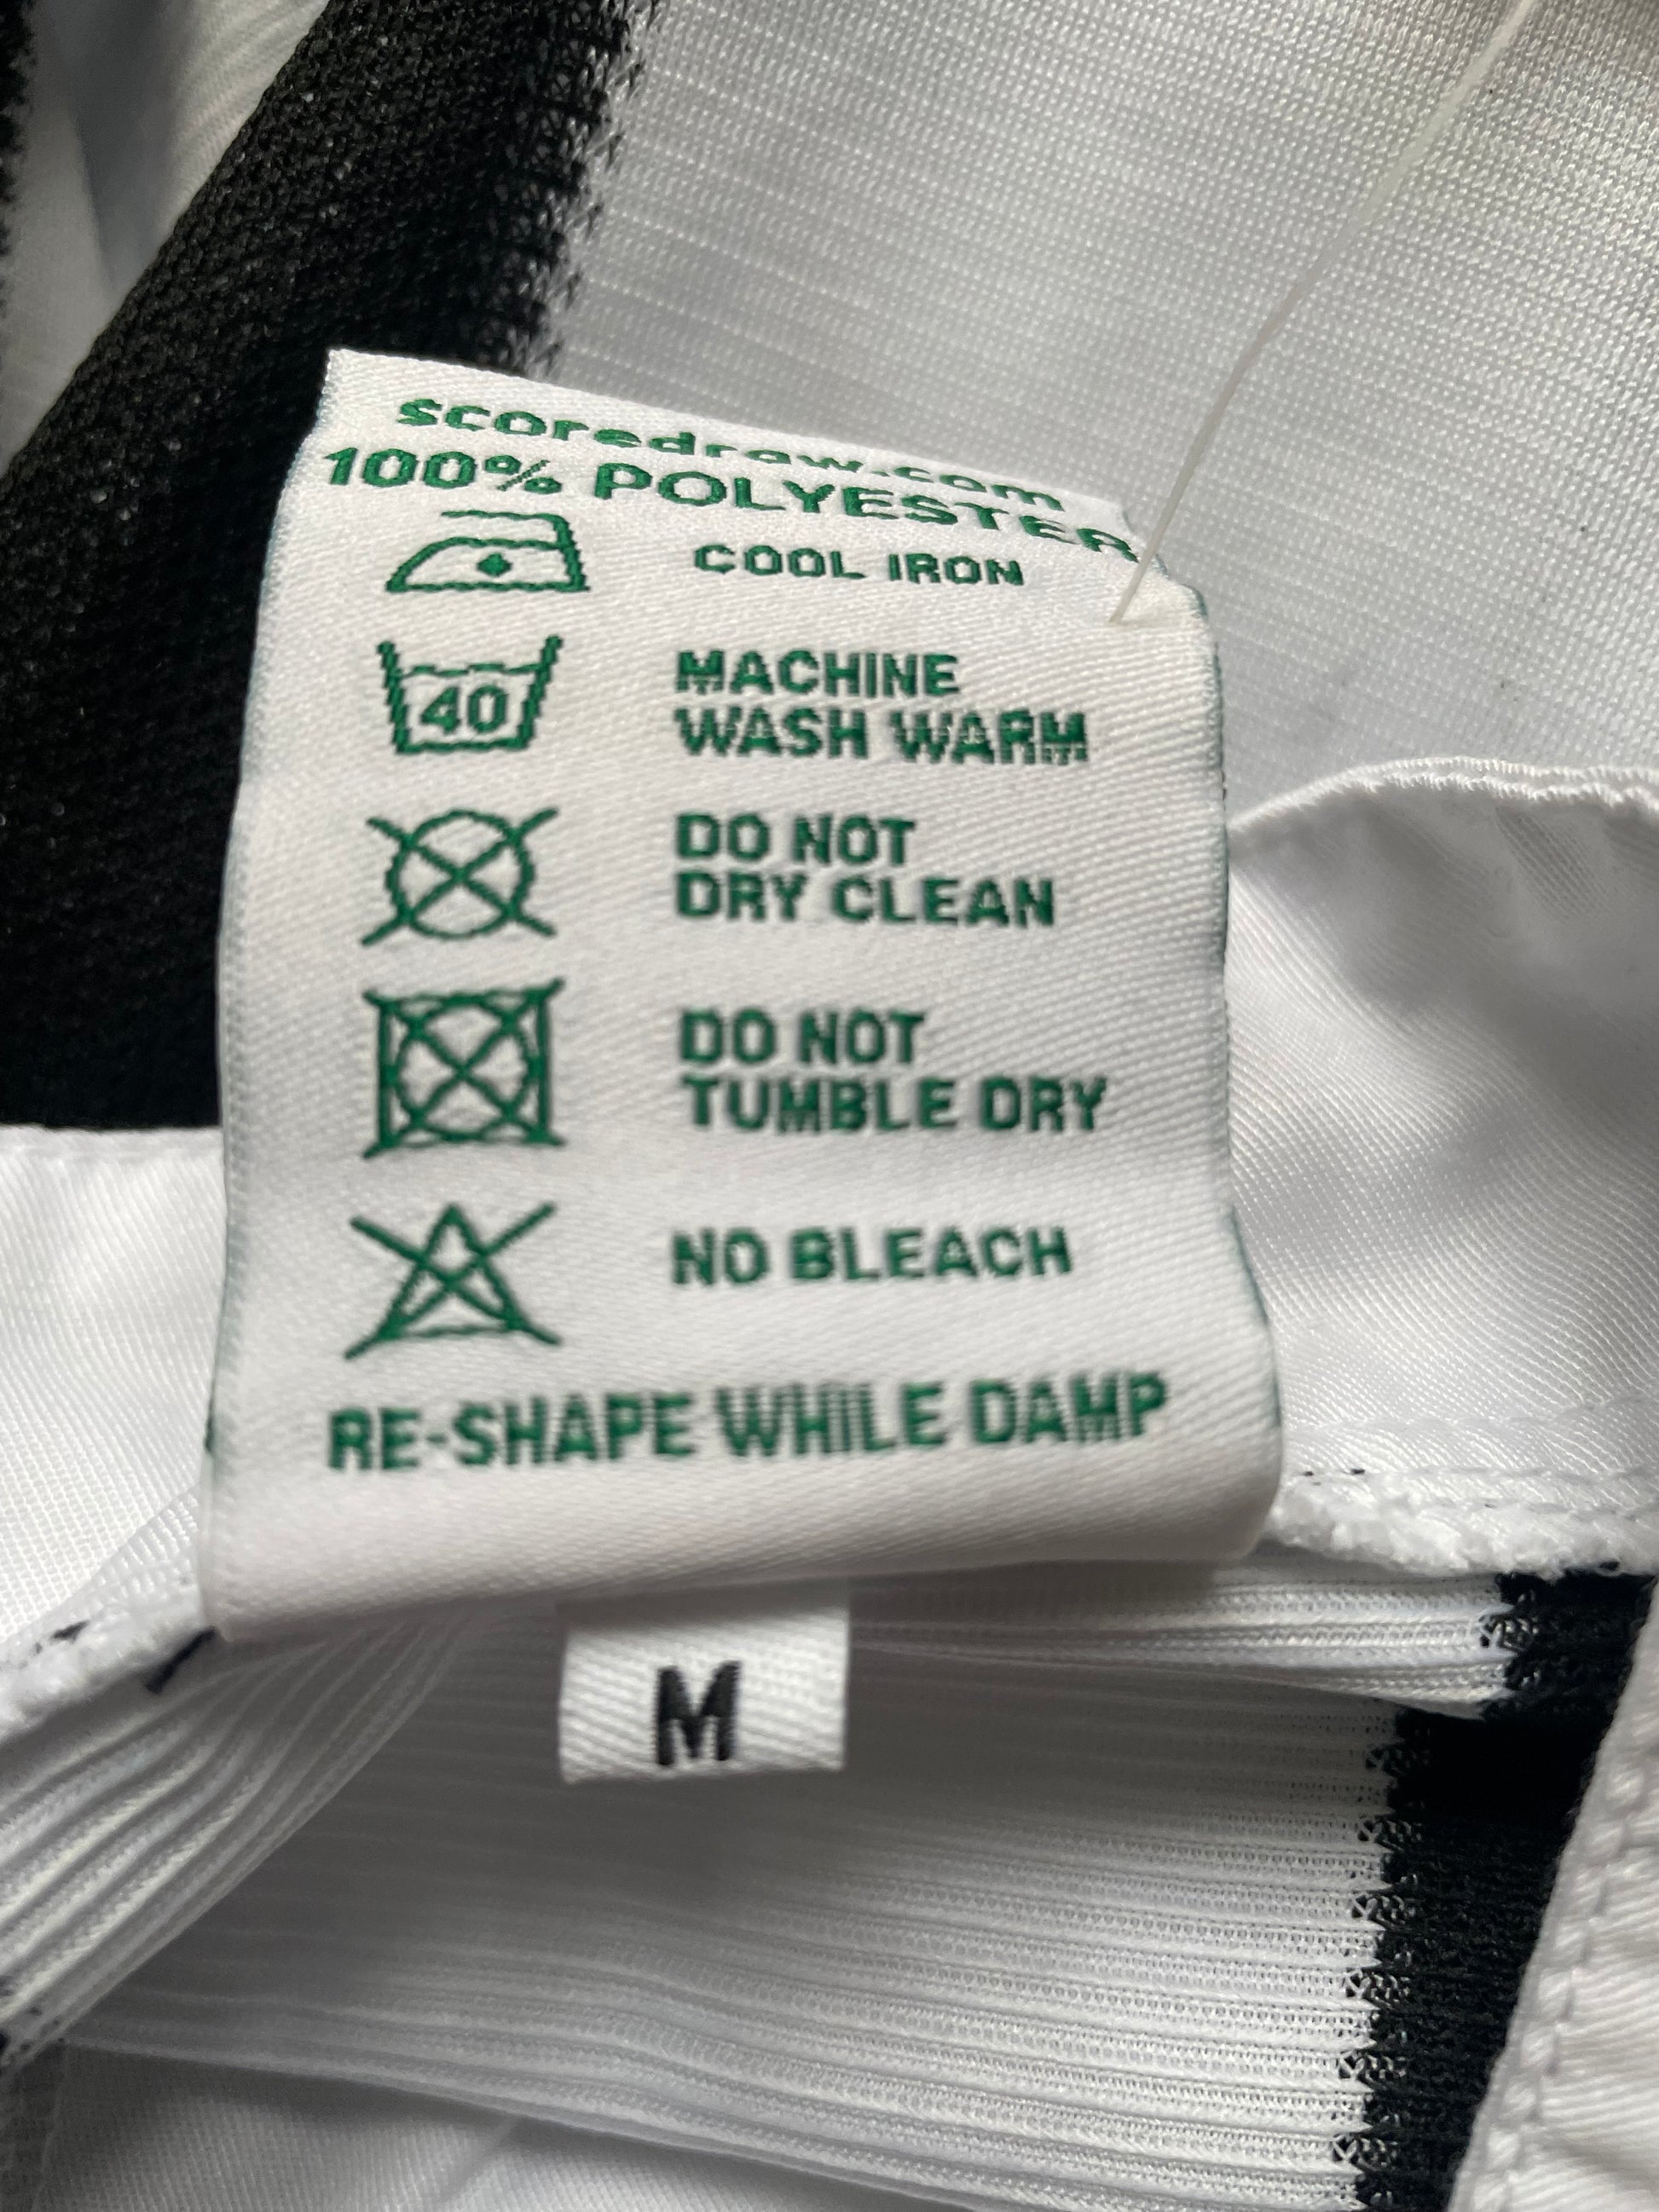 scoredraw.com
100% POLYESTER
COOL IRON
40
MACHINE
WASH WARM
DO NOT
DRY CLEAN
DO NOT
TUMBLE DRY
NO BLEACH
RE-SHAPE WHILE DAMP
M